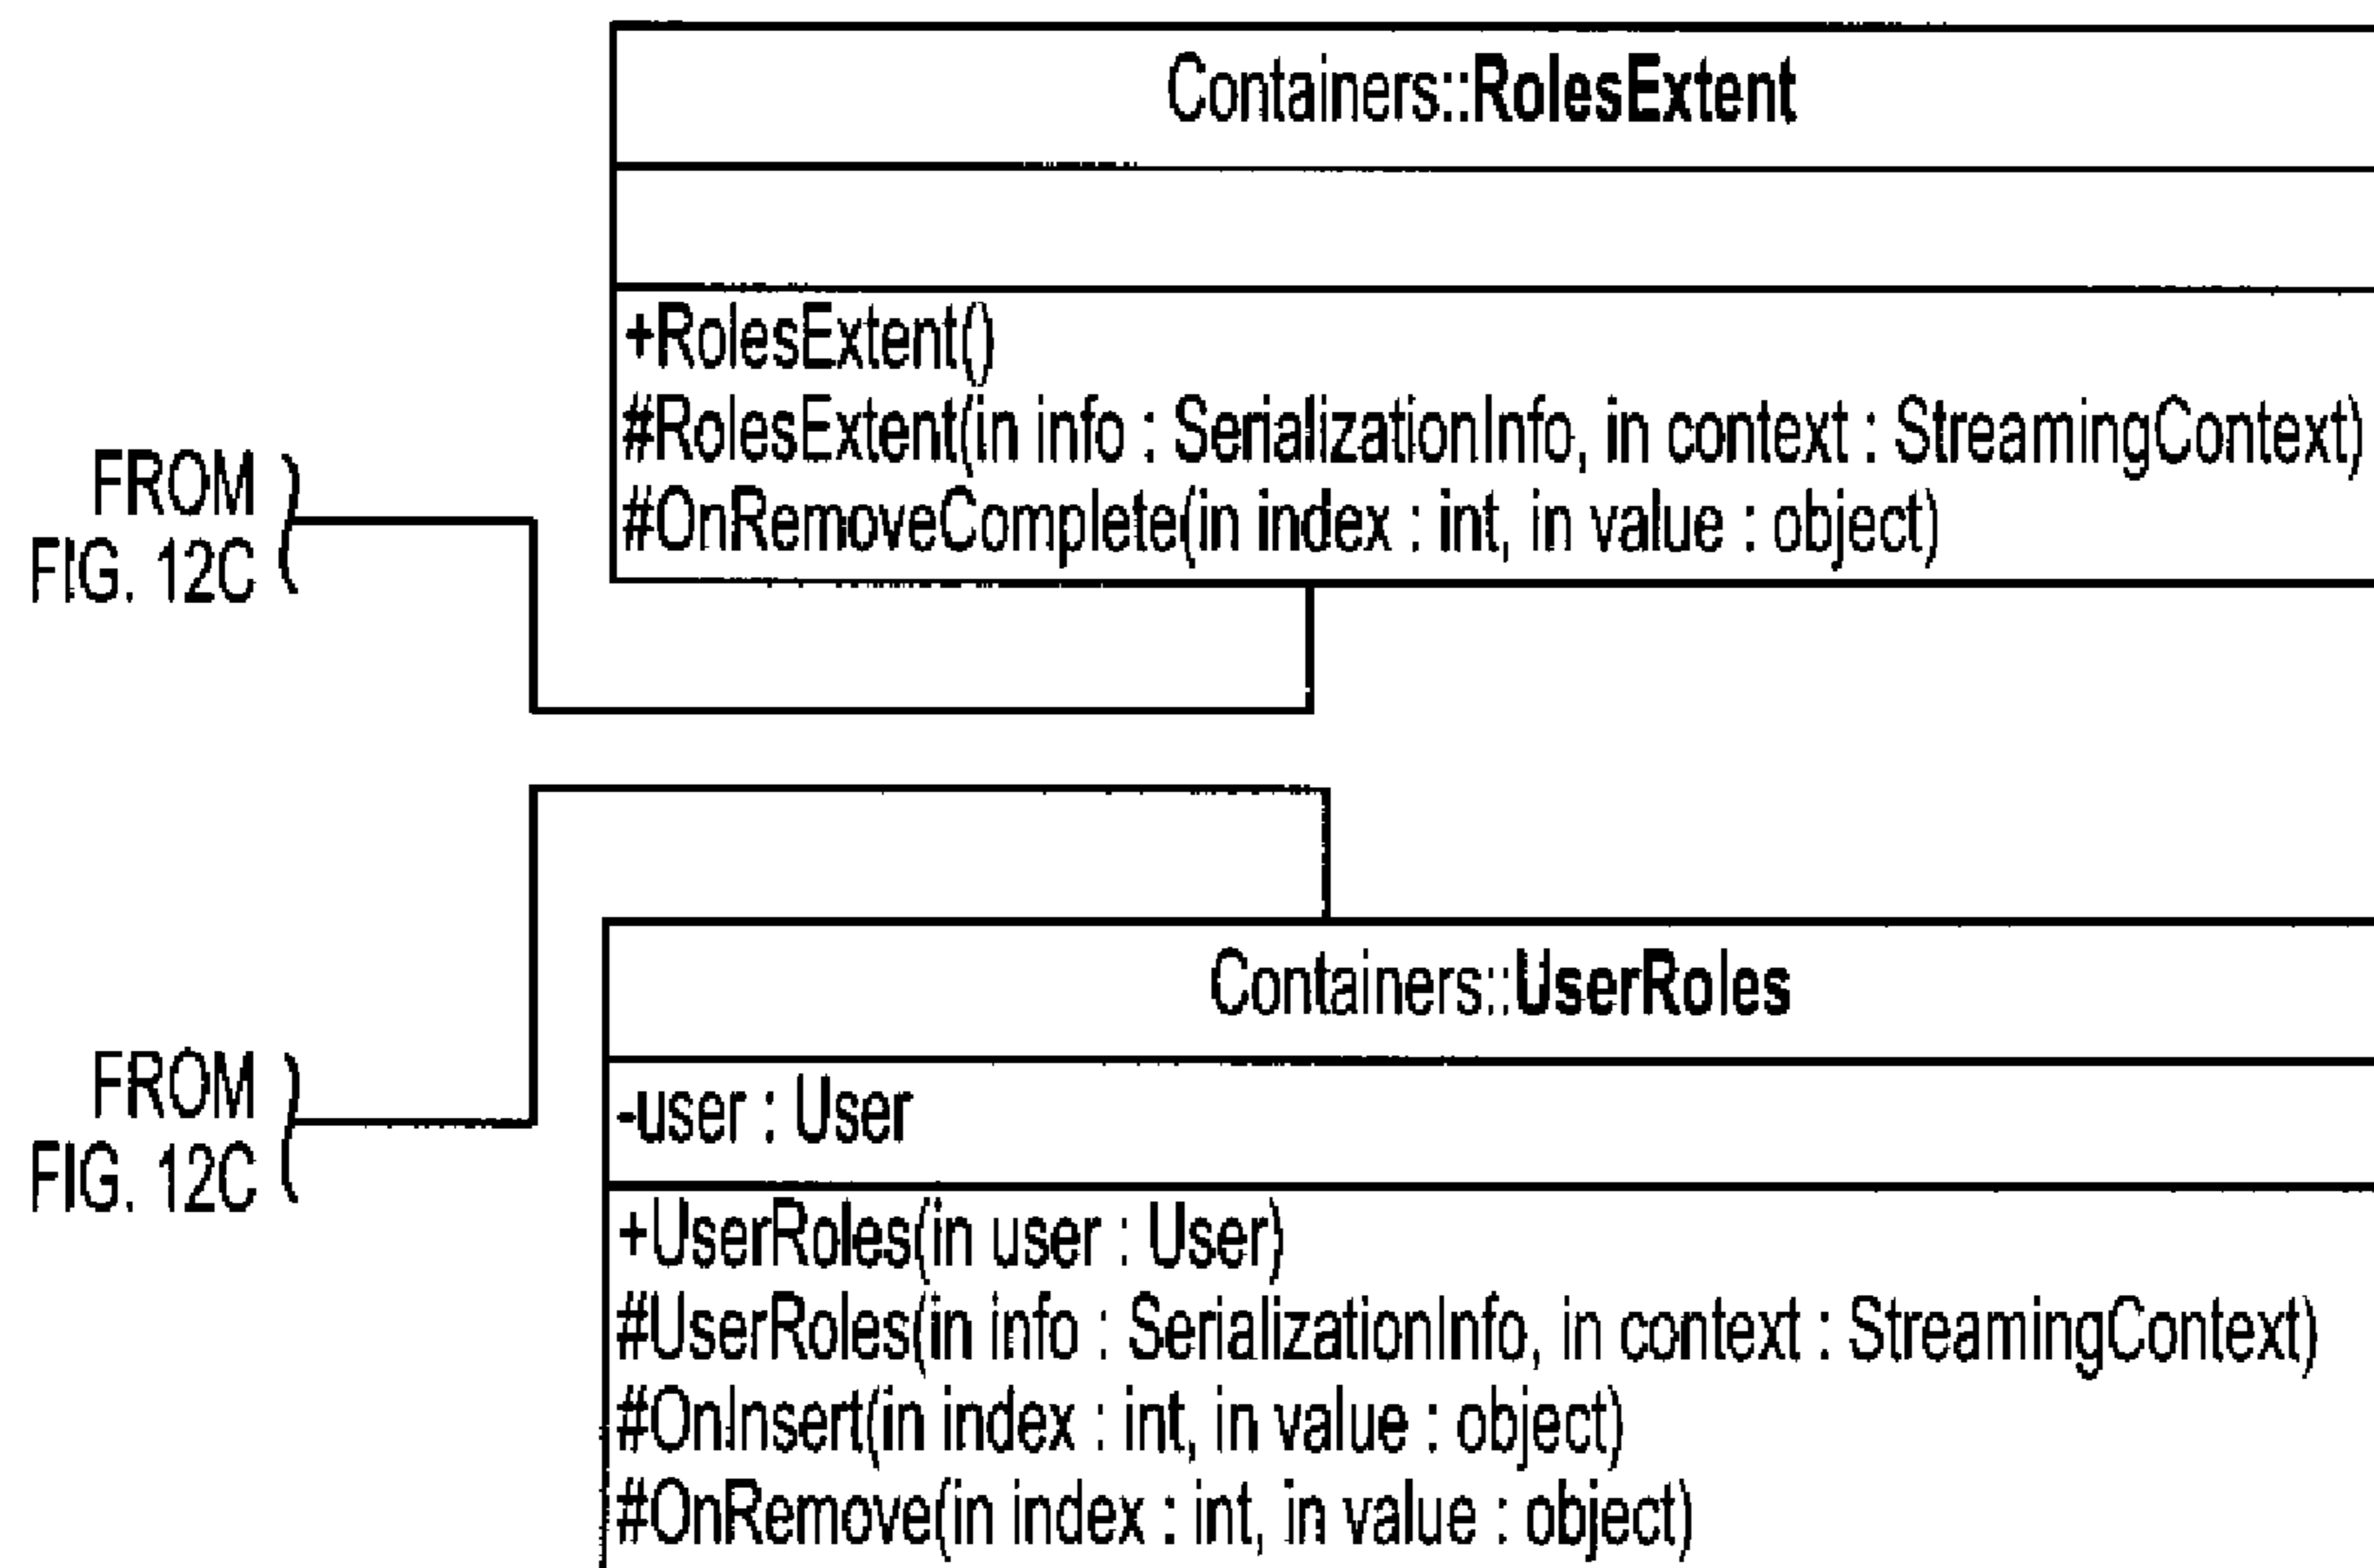 Containers::RolesExtent
+RolesExtent()
#RolesExtent(in info : SerializationInfo, in context : StreamingContext)
#OnRemoveComplete(in index : int, in value : object)
FROM
FIG. 12C
Containers::UserRoles
-user : User
FROM
FIG. 12C
+UserRoles(in user : User)
#UserRoles(in info : SerializationInfo, in context : StreamingContext)
#OnInsert(in index : int, in value : object)
#OnRemove(in index : int, in value : object)